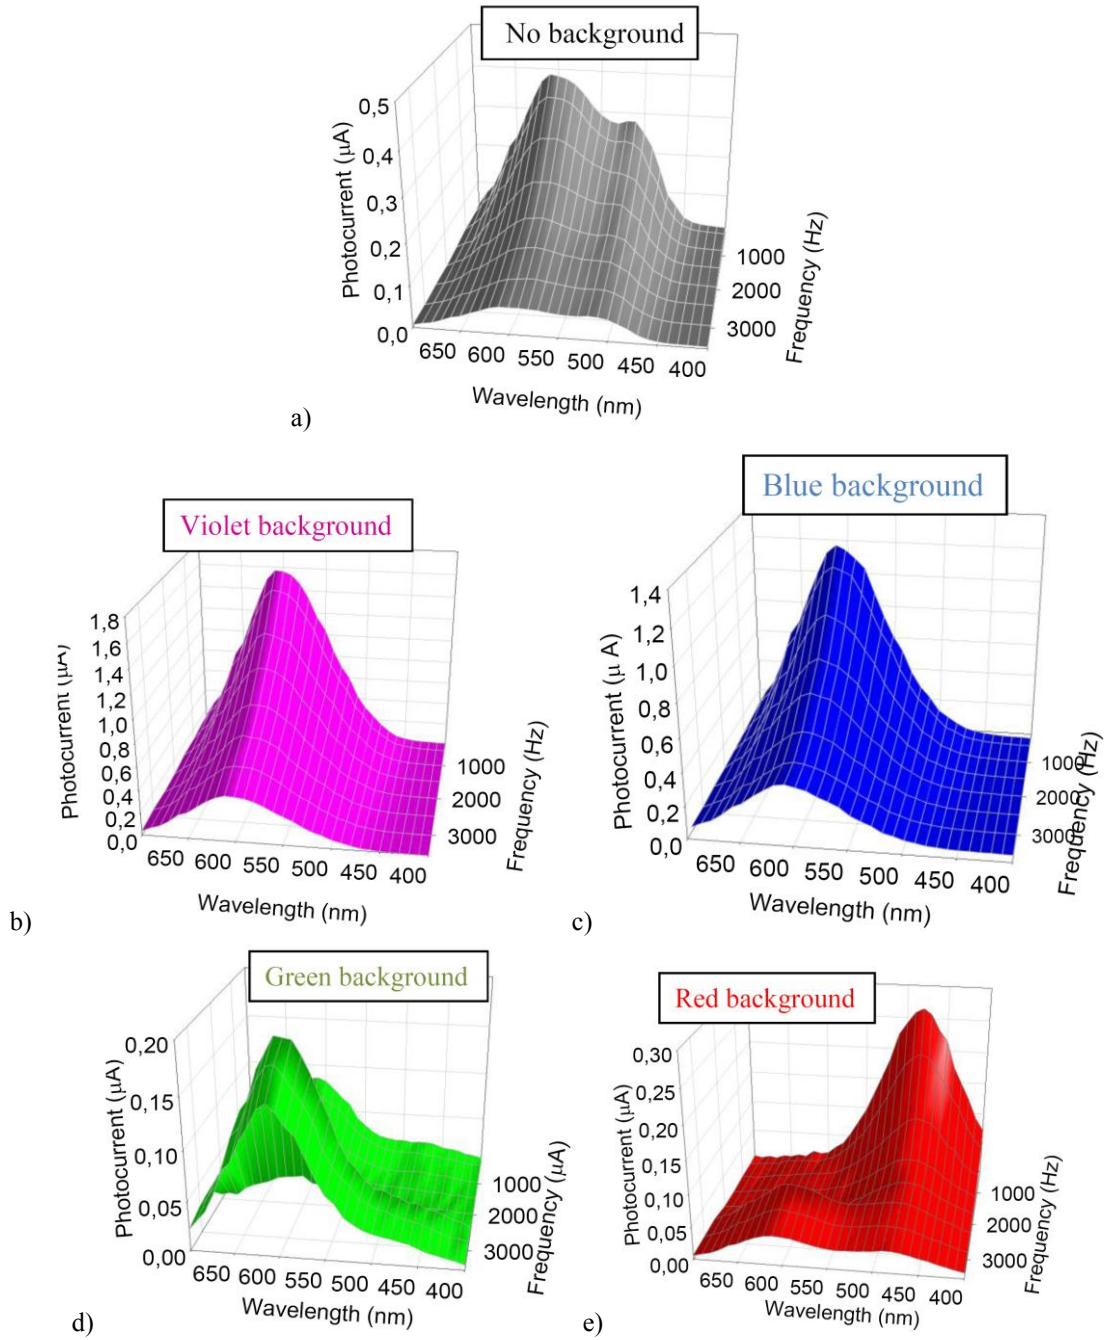 No background
0,5
0,4
0,3
0,2
0,1
0,0
Photocurrent (µA)
650 600 550 500 450 400
Wavelength (nm)
1000
2000
3000
Frequency (Hz)
a)
Violet background
1,8
1,6
1,4
1,2
1,0
0,8
0,6
0,4
0,2
0,0
Photocurrent (µA)
650 600 550 500 450 400
Wavelength (nm)
1000
2000
3000
Frequency (Hz)
b)
Blue background
1,4
1,2
1,0
0,8
0,6
0,4
0,2
0,0
Photocurrent (µ A)
650 600 550 500 450 400
Wavelength (nm)
1000
2000
3000
Frequency (Hz)
c)
Green background
0,20
0,15
0,10
0,05
0,00
Photocurrent (µA)
650 600 550 500 450 400
Wavelength (nm)
1000
2000
3000
Frequency (µA)
d)
Red background
0,30
0,25
0,20
0,15
0,10
0,05
0,00
Photocurrent (µA)
650 600 550 500 450 400
Wavelength (nm)
1000
2000
3000
Frequency (Hz)
e)